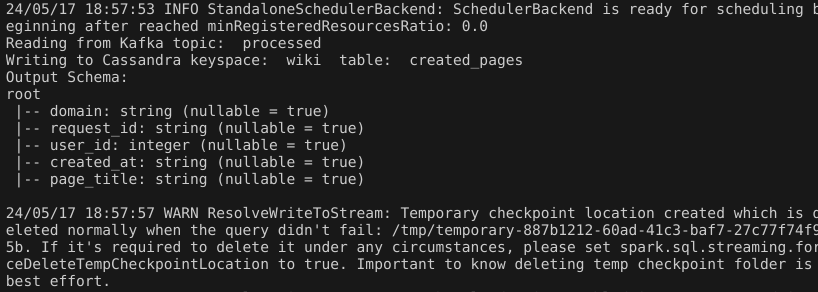 24/05/17 18:57:53 INFO StandaloneSchedulerBackend: SchedulerBackend is ready for scheduling b
eginning after reached minRegisteredResourcesRatio: 0.0
Reading from Kafka topic:  processed
Writing to Cassandra keyspace:  wiki  table:  created_pages
Output Schema:
root
 |-- domain: string (nullable = true)
 |-- request_id: string (nullable = true)
 |-- user_id: integer (nullable = true)
 |-- created_at: string (nullable = true)
 |-- page_title: string (nullable = true)
24/05/17 18:57:57 WARN ResolveWriteToStream: Temporary checkpoint location created which is d
eleted normally when the query didn't fail: /tmp/temporary-887b1212-60ad-41c3-baf7-27c77f74f9
5b. If it's required to delete it under any circumstances, please set spark.sql.streaming.for
ceDeleteTempCheckpointLocation to true. Important to know deleting temp checkpoint folder is
best effort.